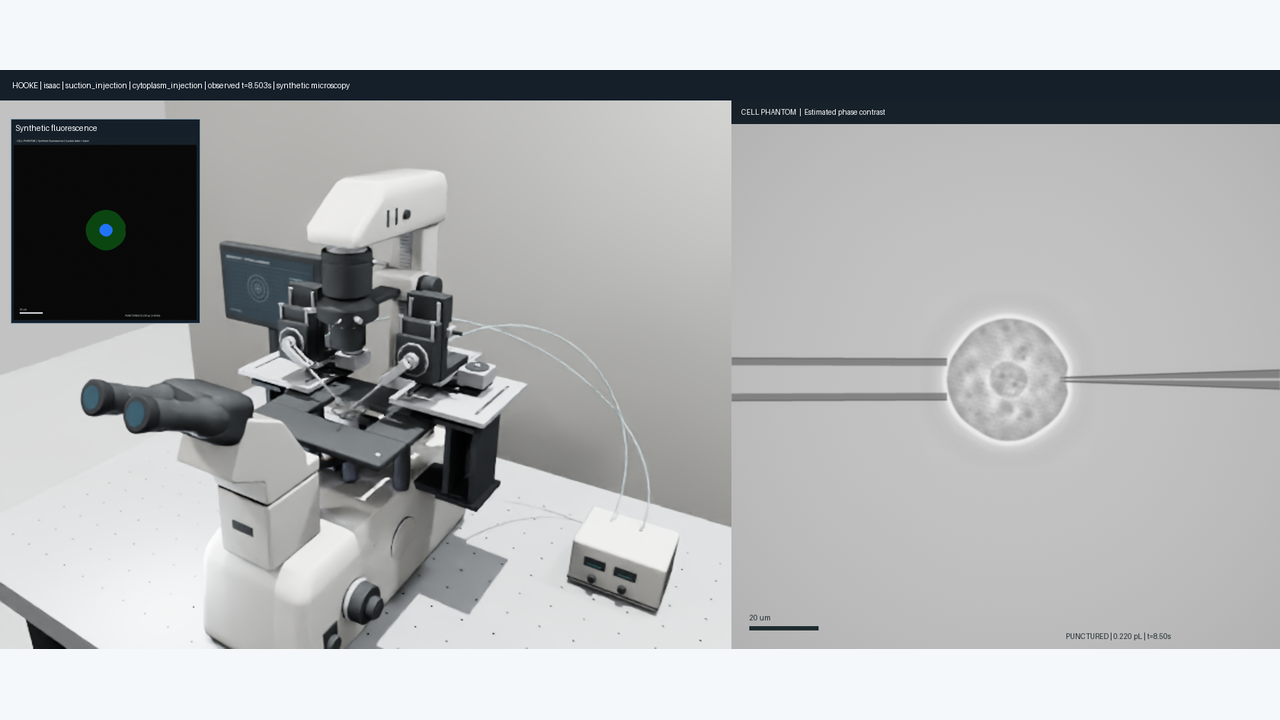 HOOKE | isaac | suction_injection | cytoplasm_injection | observed t=8.503s | synthetic microscopy
Synthetic fluorescence
CELL PHANTOM | Estimated phase contrast
20 um
PUNCTURED | 0.220 pL | t=8.50s